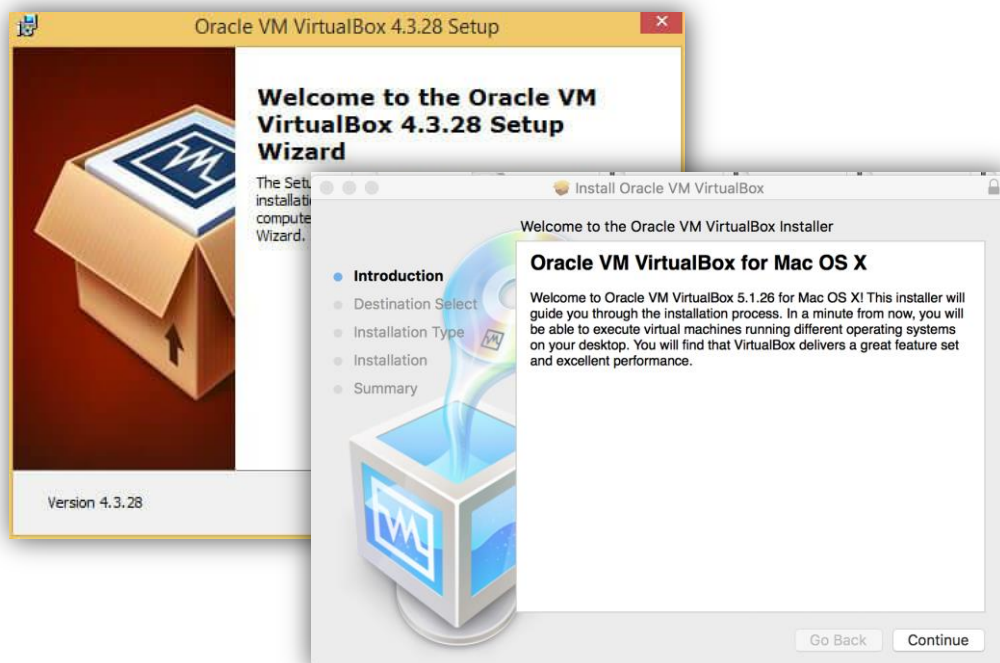 Oracle VM VirtualBox 4.3.28 Setup
Welcome to the Oracle VM
VirtualBox 4.3.28 Setup
Wizard
The
installati
compute
Wizard.
Version 4.3.28
Install Oracle VM VirtualBox
Welcome to the Oracle VM VirtualBox Installer
Introduction
Destination Select
Installation Type
Installation
Summary
Oracle VM VirtualBox for Mac OS X
Welcome to Oracle VM VirtualBox 5.1.26 for Mac OS X! This installer will
guide you through the installation process. In a minute from now, you will
be able to execute virtual machines running different operating systems
on your desktop. You will find that VirtualBox delivers a great feature set
and excellent performance.
Go Back
Continue